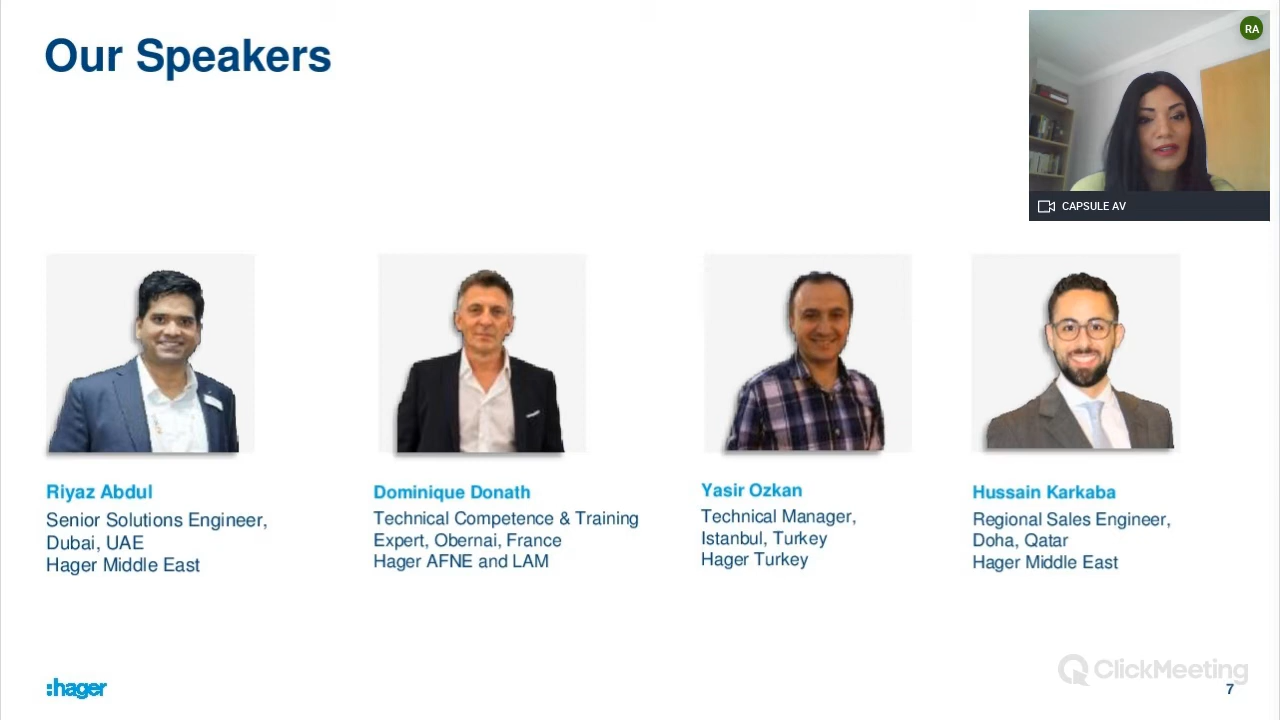 Our Speakers
RA
CAPSULE AV
Riyaz Abdul
Senior Solutions Engineer,
Dubai, UAE
Hager Middle East
Dominique Donath
Technical Competence & Training
Expert, Obernai, France
Hager AFNE and LAM
Yasir Ozkan
Technical Manager,
Istanbul, Turkey
Hager Turkey
Hussain Karkaba
Regional Sales Engineer,
Doha, Qatar
Hager Middle East
:hager
ClickMeeting
7